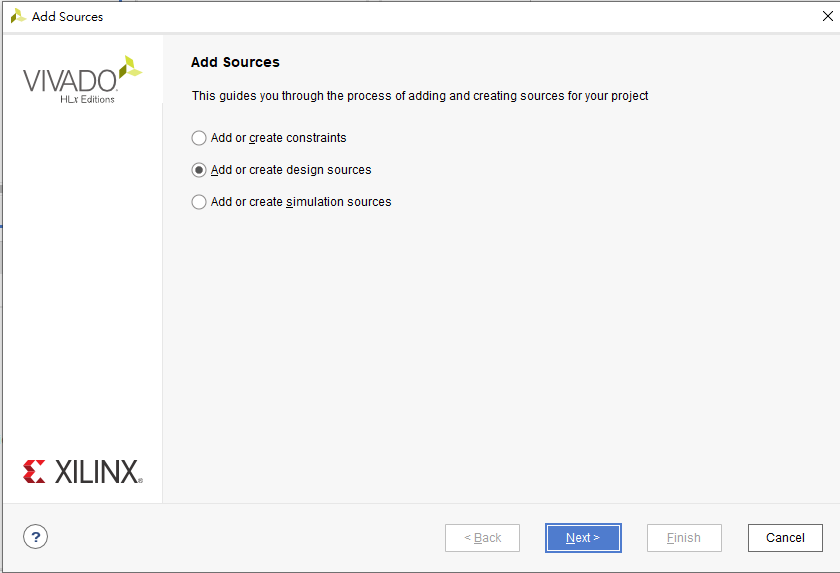 Add Sources
VIVADO.
HLx Editions
Add Sources
This guides you through the process of adding and creating sources for your project
Add or create constraints
Add or create design sources
Add or create simulation sources
XILINX®
?
< Back
Next >
Finish
Cancel